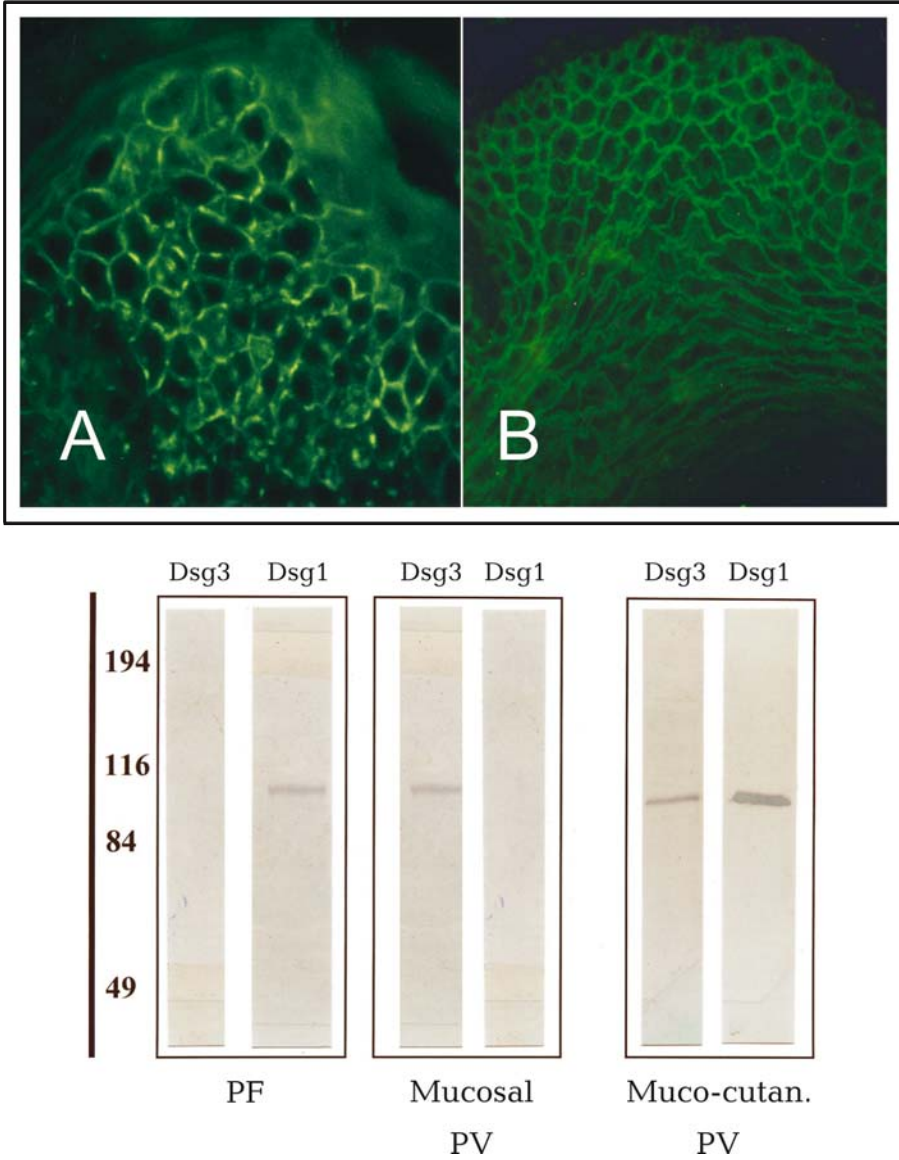 A B
Dsg3 Dsg1 Dsg3 Dsg1 Dsg3 Dsg1
194
116
84
49
PF Mucosal Muco-cutan.
PV PV